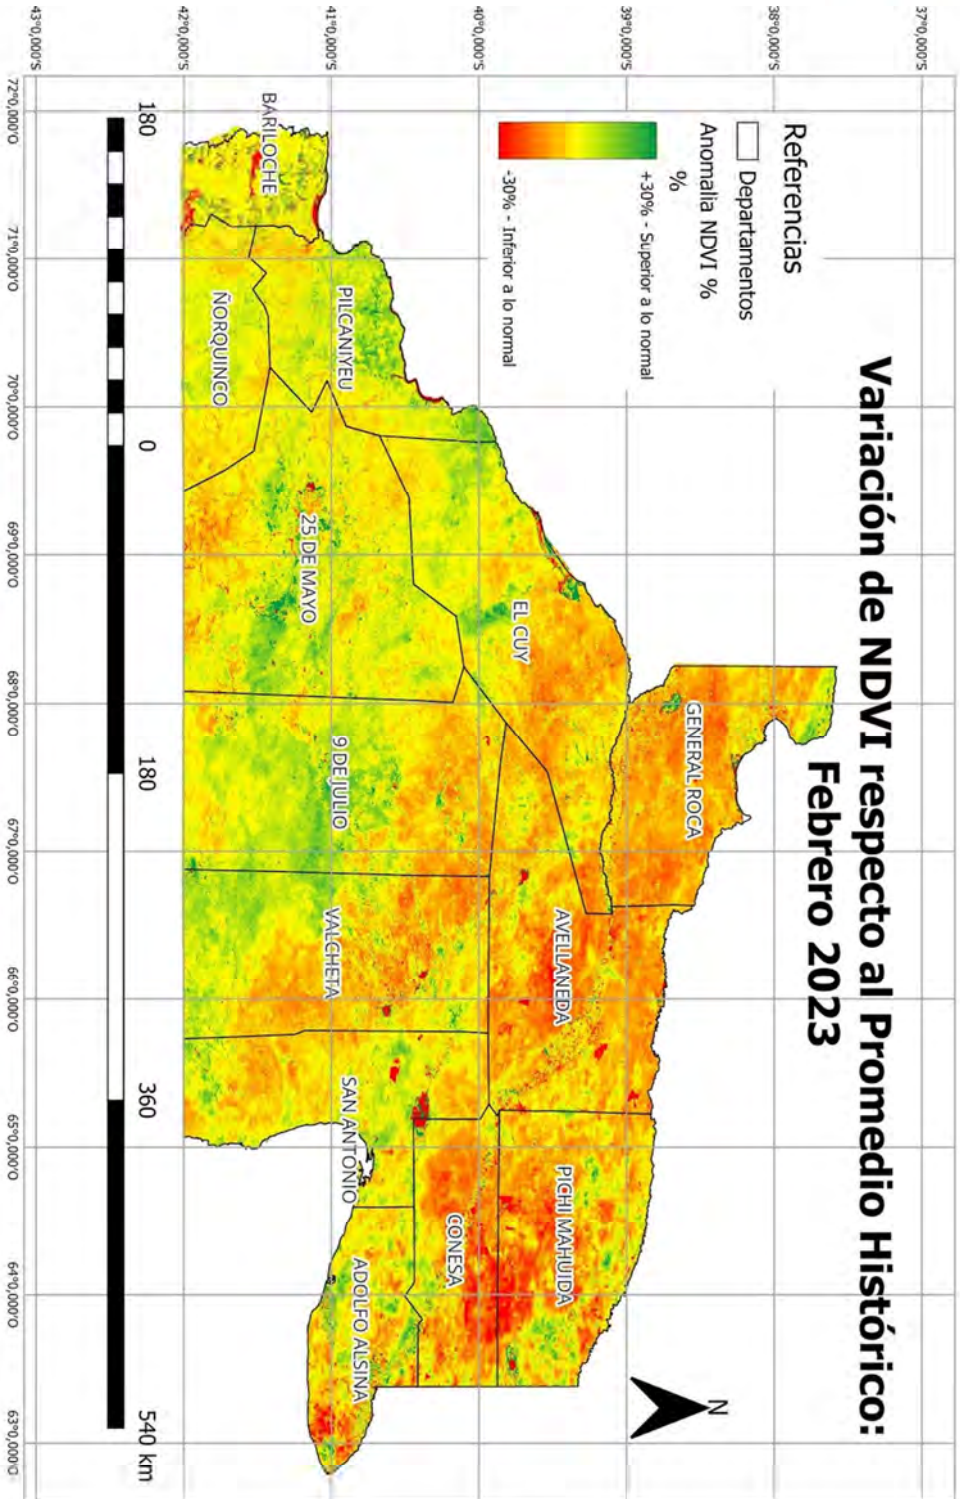 Variación de NDVI respecto al Promedio Histórico:
Febrero 2023
Referencias
Departamentos
Anomalia NDVI %
%
+30% - Superior a lo normal
-30% - Inferior a lo normal
N
37°0,000'S
38°0,000'S
39°0,000'S
40°0,000'S
41°0,000'S
42°0,000'S
43°0,000'S
GENERAL ROCA
EL CUY
AVELLANEDA
PICHI MAHUIDA
CONESA
PILCANIYEU
BARILOCHE
ÑORQUINCO
25 DE MAYO
9 DE JULIO
VALCHETA
SAN ANTONIO
ADOLFO ALSINA
180 0 180 360 540 km
72°0,000'O 71°0,000'O 70°0,000'O 69°0,000'O 68°0,000'O 67°0,000'O 66°0,000'O 65°0,000'O 64°0,000'O 63°0,000'O